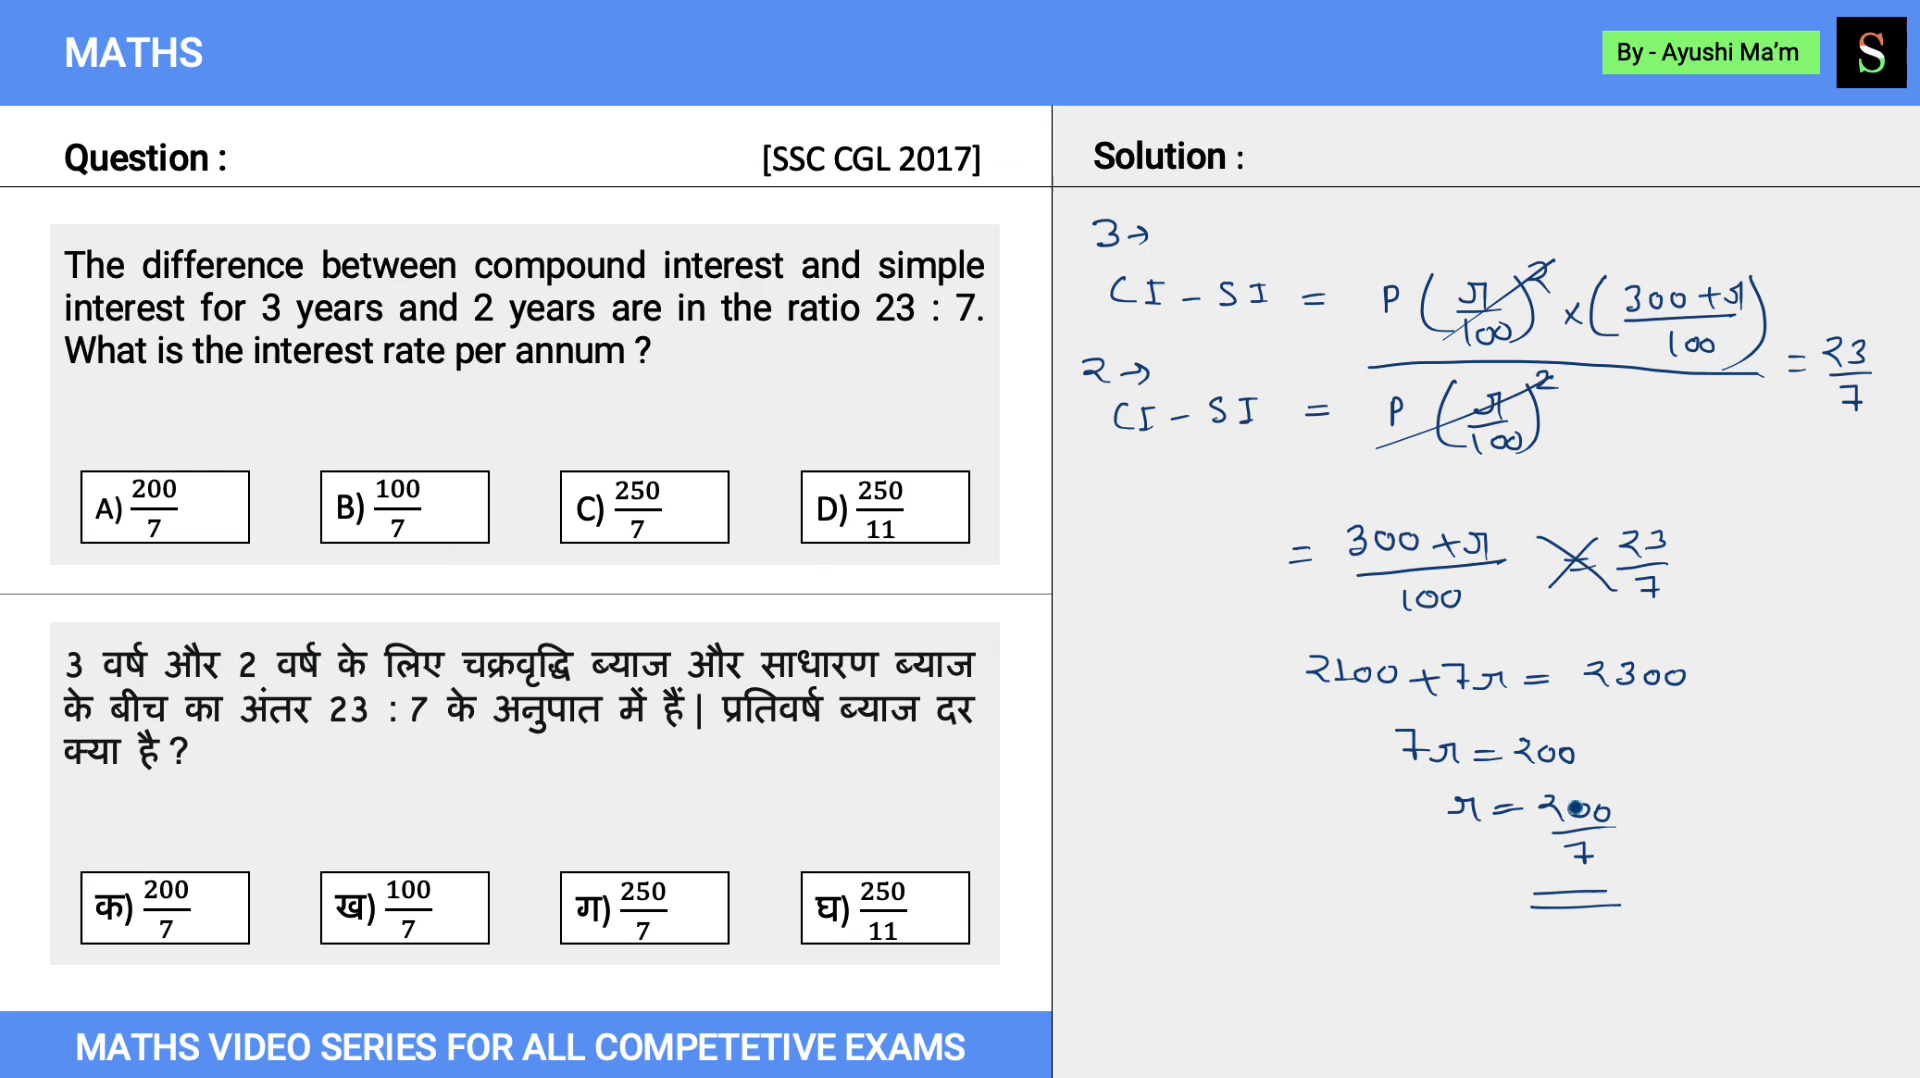 MATHS
By - Ayushi Ma’m
S
Question :
[SSC CGL 2017]
The difference between compound interest and simple
interest for 3 years and 2 years are in the ratio 23 : 7.
What is the interest rate per annum ?
A) 200/7
B) 100/7
C) 250/7
D) 250/11
3 वर्ष और 2 वर्ष के लिए चक्रवृद्धि ब्याज और साधारण ब्याज
के बीच का अंतर 23 : 7 के अनुपात में हैं| प्रतिवर्ष ब्याज दर
क्या है ?
क) 200/7
ख) 100/7
ग) 250/7
घ) 250/11
MATHS VIDEO SERIES FOR ALL COMPETETIVE EXAMS
Solution :
3 →
CI - SI = P (r/100)² × (300 + r/100)
= 23/7
2 →
CI - SI = P (r/100)²
= 300 + r/100 = 23/7
2100 + 7r = 2300
7r = 200
r = 200/7